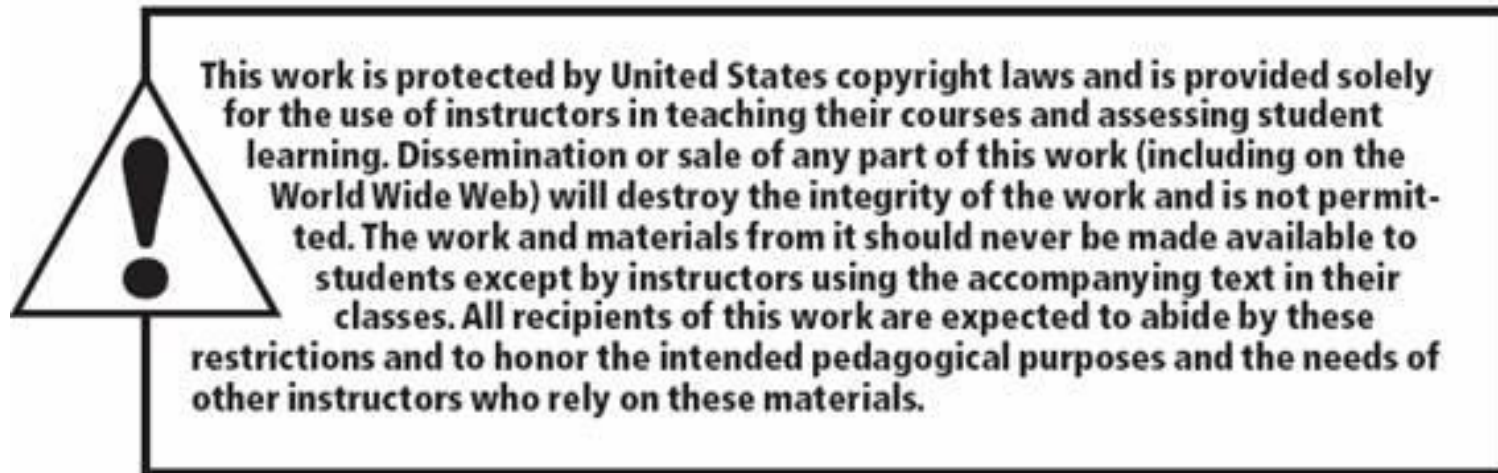 This work is protected by United States copyright laws and is provided solely
for the use of instructors in teaching their courses and assessing student
learning. Dissemination or sale of any part of this work (including on the
World Wide Web) will destroy the integrity of the work and is not permit-
ted. The work and materials from it should never be made available to
students except by instructors using the accompanying text in their
classes. All recipients of this work are expected to abide by these
restrictions and to honor the intended pedagogical purposes and the needs of
other instructors who rely on these materials.